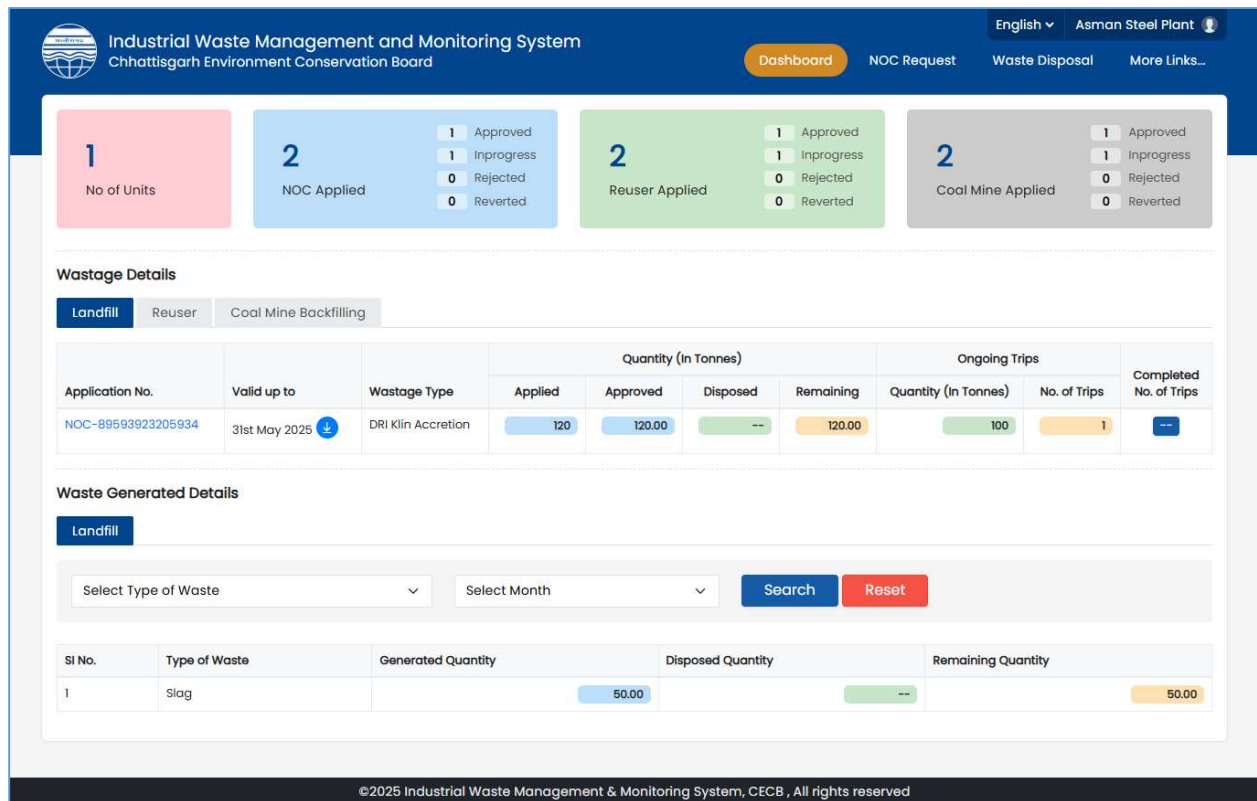 English Asman Steel Plant
Industrial Waste Management and Monitoring System
Chhattisgarh Environment Conservation Board
Dashboard NOC Request Waste Disposal More Links...
1
No of Units
2
NOC Applied
1 Approved
1 Inprogress
0 Rejected
0 Reverted
2
Reuser Applied
1 Approved
1 Inprogress
0 Rejected
0 Reverted
2
Coal Mine Applied
1 Approved
1 Inprogress
0 Rejected
0 Reverted
Wastage Details
Landfill Reuser Coal Mine Backfilling
Quantity (In Tonnes) Ongoing Trips
Application No. Valid up to Wastage Type Applied Approved Disposed Remaining Quantity (In Tonnes) No. of Trips Completed No. of Trips
NOC-89593923205934 31st May 2025 DRI Klin Accretion 120 120.00 -- 120.00 100 1 --
Waste Generated Details
Landfill
Select Type of Waste Select Month Search Reset
Sl No. Type of Waste Generated Quantity Disposed Quantity Remaining Quantity
1 Slag 50.00 -- 50.00
©2025 Industrial Waste Management & Monitoring System, CECB , All rights reserved